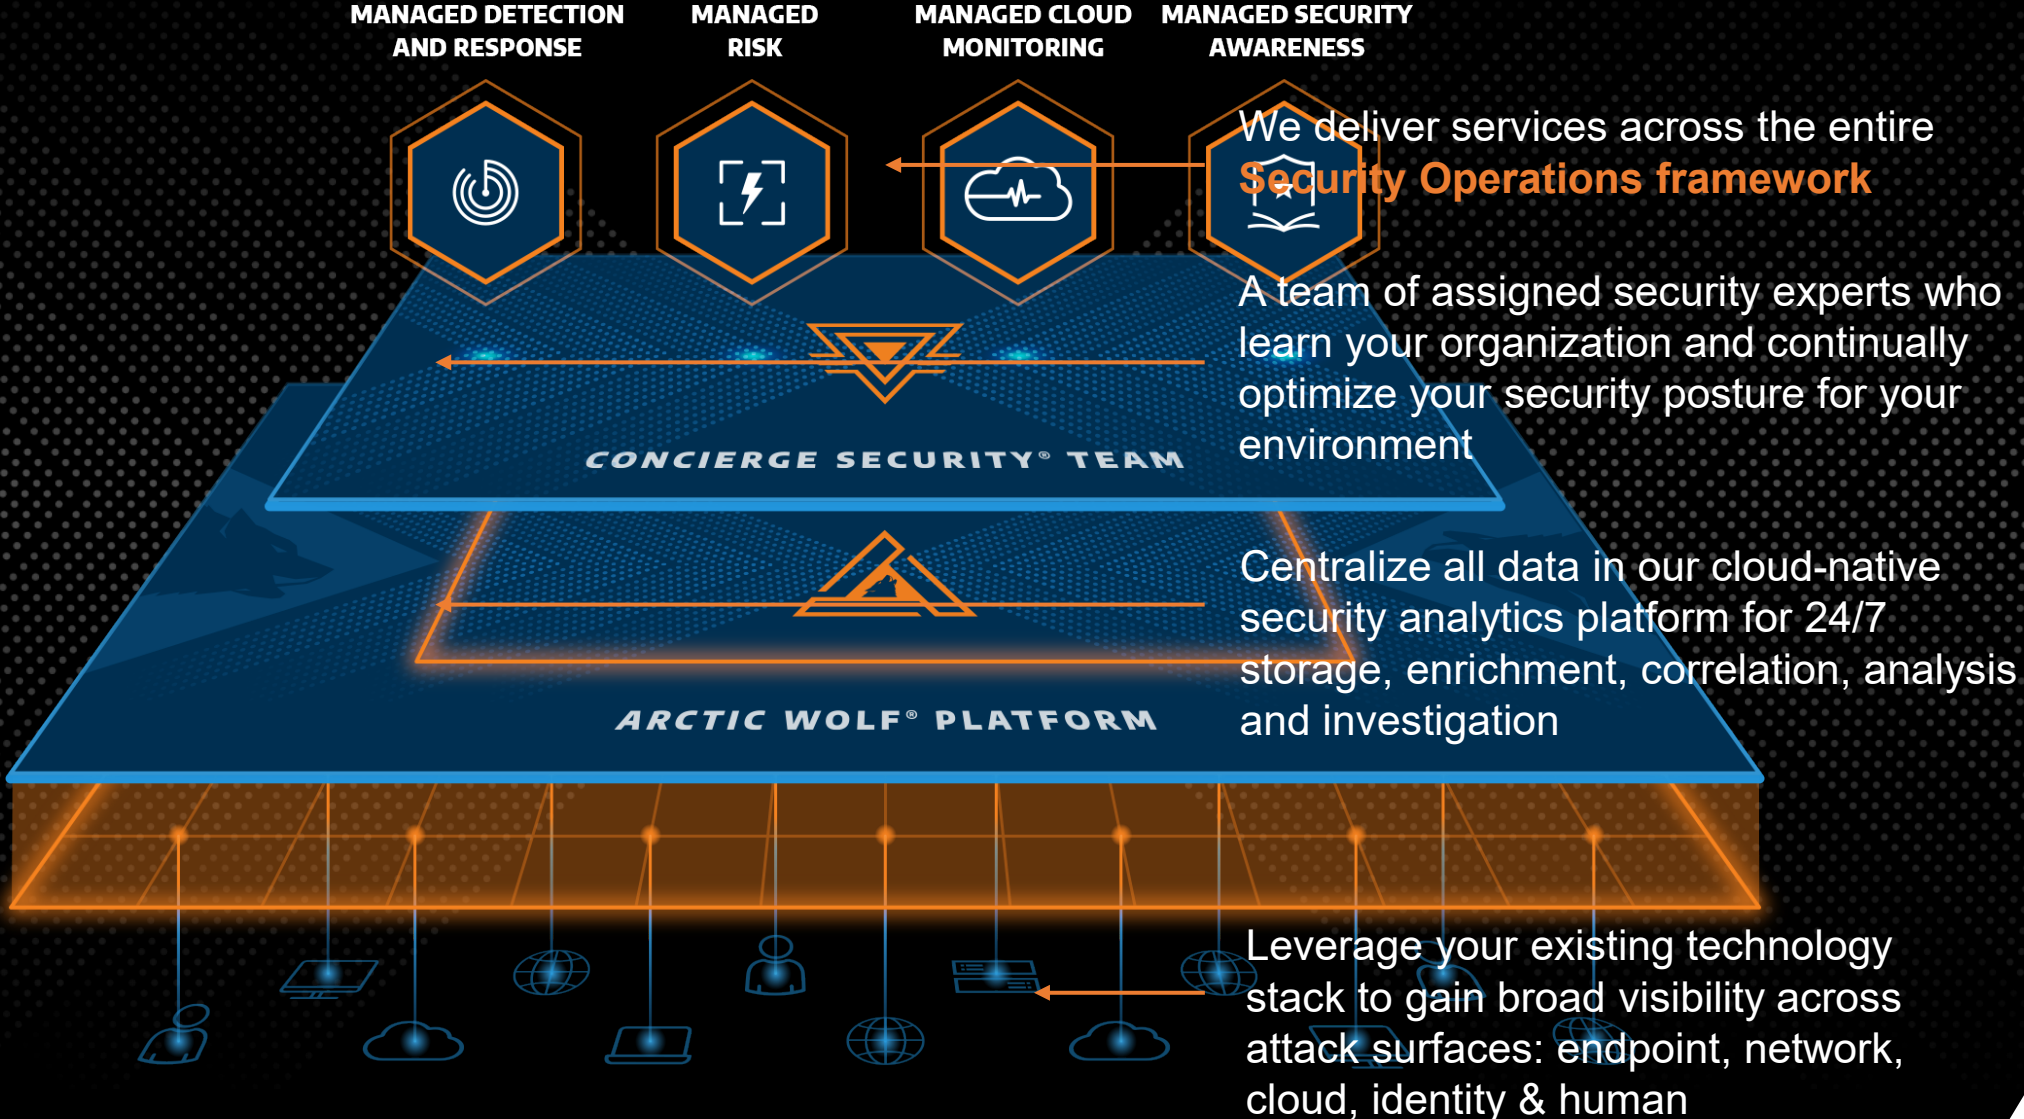 MANAGED DETECTION
AND RESPONSE
MANAGED
RISK
MANAGED CLOUD
MONITORING
MANAGED SECURITY
AWARENESS
We deliver services across the entire
Security Operations framework
A team of assigned security experts who
learn your organization and continually
optimize your security posture for your
environment
CONCIERGE SECURITY® TEAM
Centralize all data in our cloud-native
security analytics platform for 24/7
storage, enrichment, correlation, analysis
and investigation
ARCTIC WOLF® PLATFORM
Leverage your existing technology
stack to gain broad visibility across
attack surfaces: endpoint, network,
cloud, identity & human